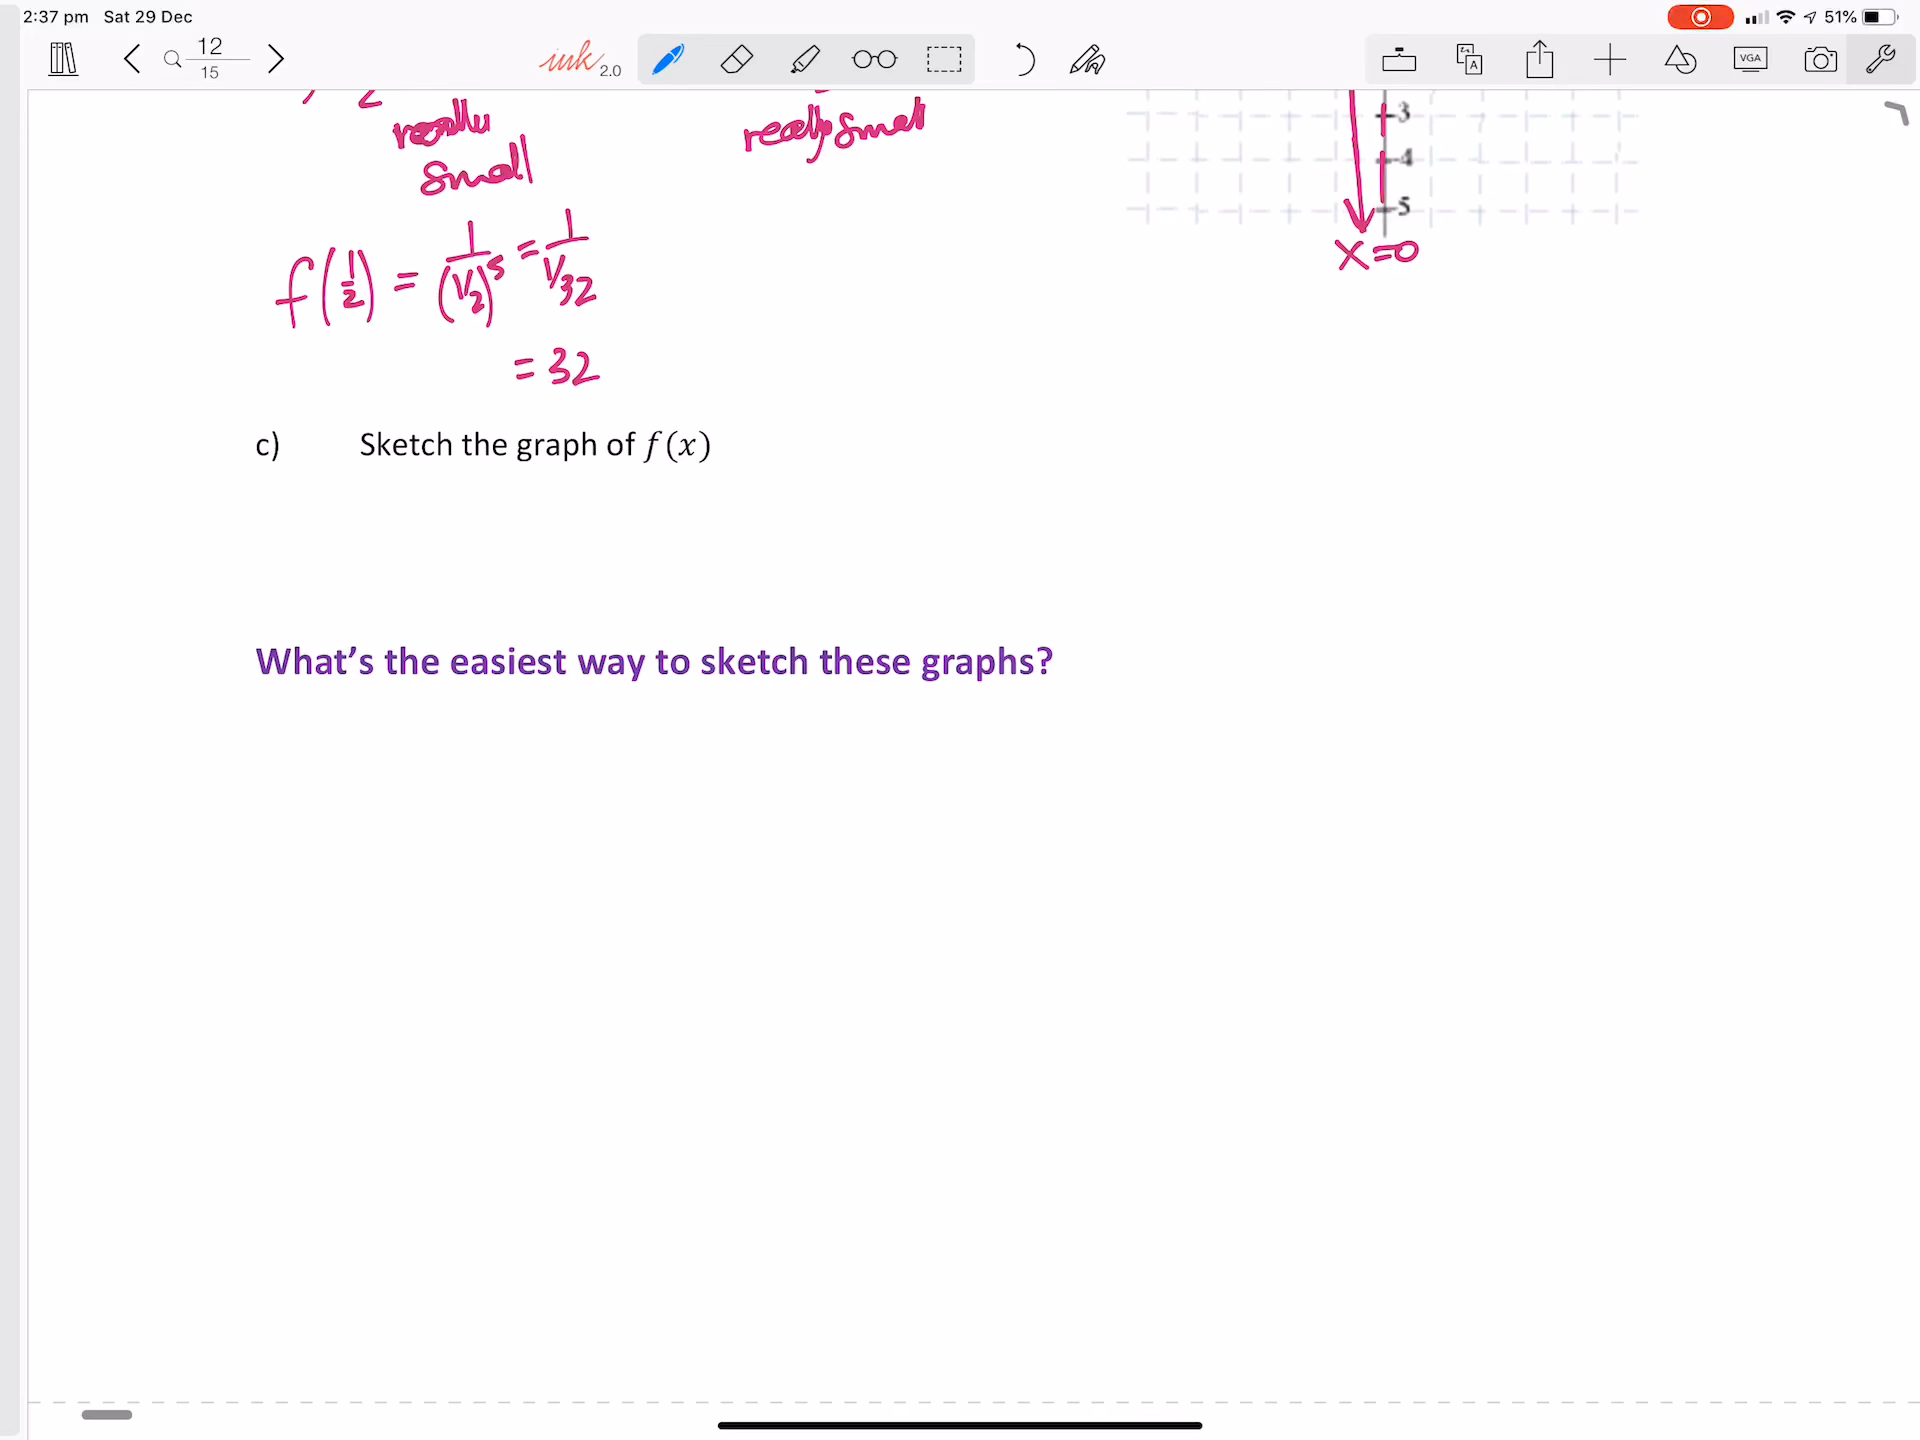 2:37 pm Sat 29 Dec
51%
12
15
ink 2.0
VGA
A
really
small
really small
-3
-4
-5
x=0
f(1/2) = 1/(1/2)^5 = 1/1/32
= 32
c) Sketch the graph of f(x)
What's the easiest way to sketch these graphs?